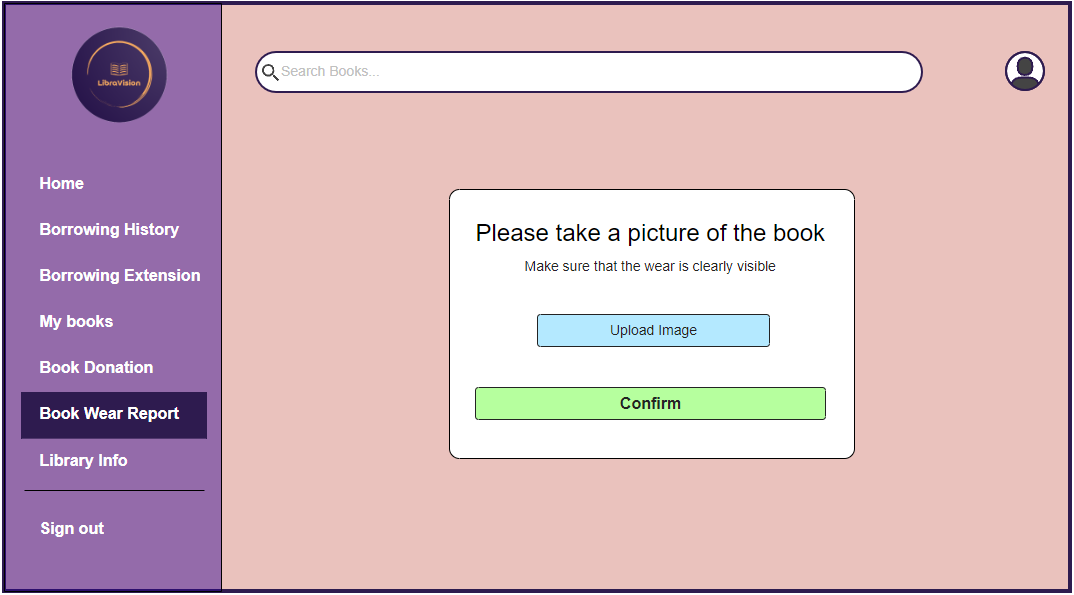 LibraVision
Search Books...
Home
Borrowing History
Borrowing Extension
My books
Book Donation
Book Wear Report
Library Info
Sign out
Please take a picture of the book
Make sure that the wear is clearly visible
Upload Image
Confirm